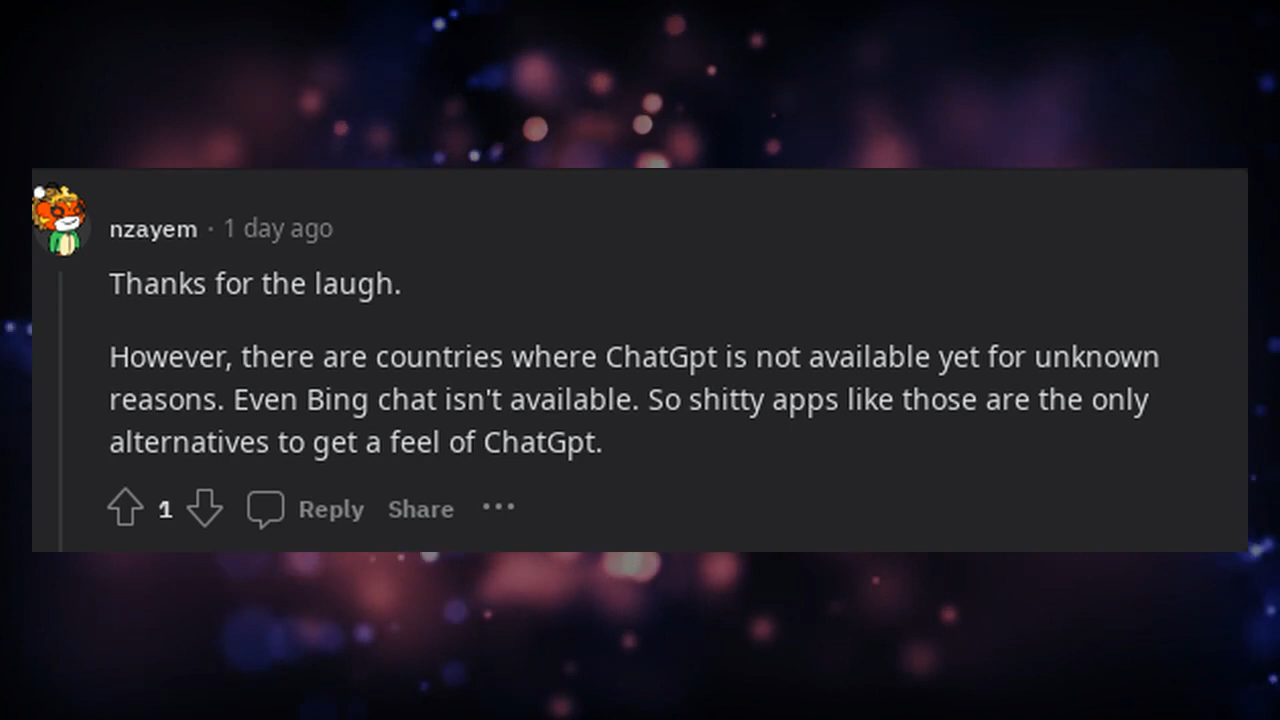 nzayem · 1 day ago
Thanks for the laugh.
However, there are countries where ChatGpt is not available yet for unknown
reasons. Even Bing chat isn't available. So shitty apps like those are the only
alternatives to get a feel of ChatGpt.
1 Reply Share ···